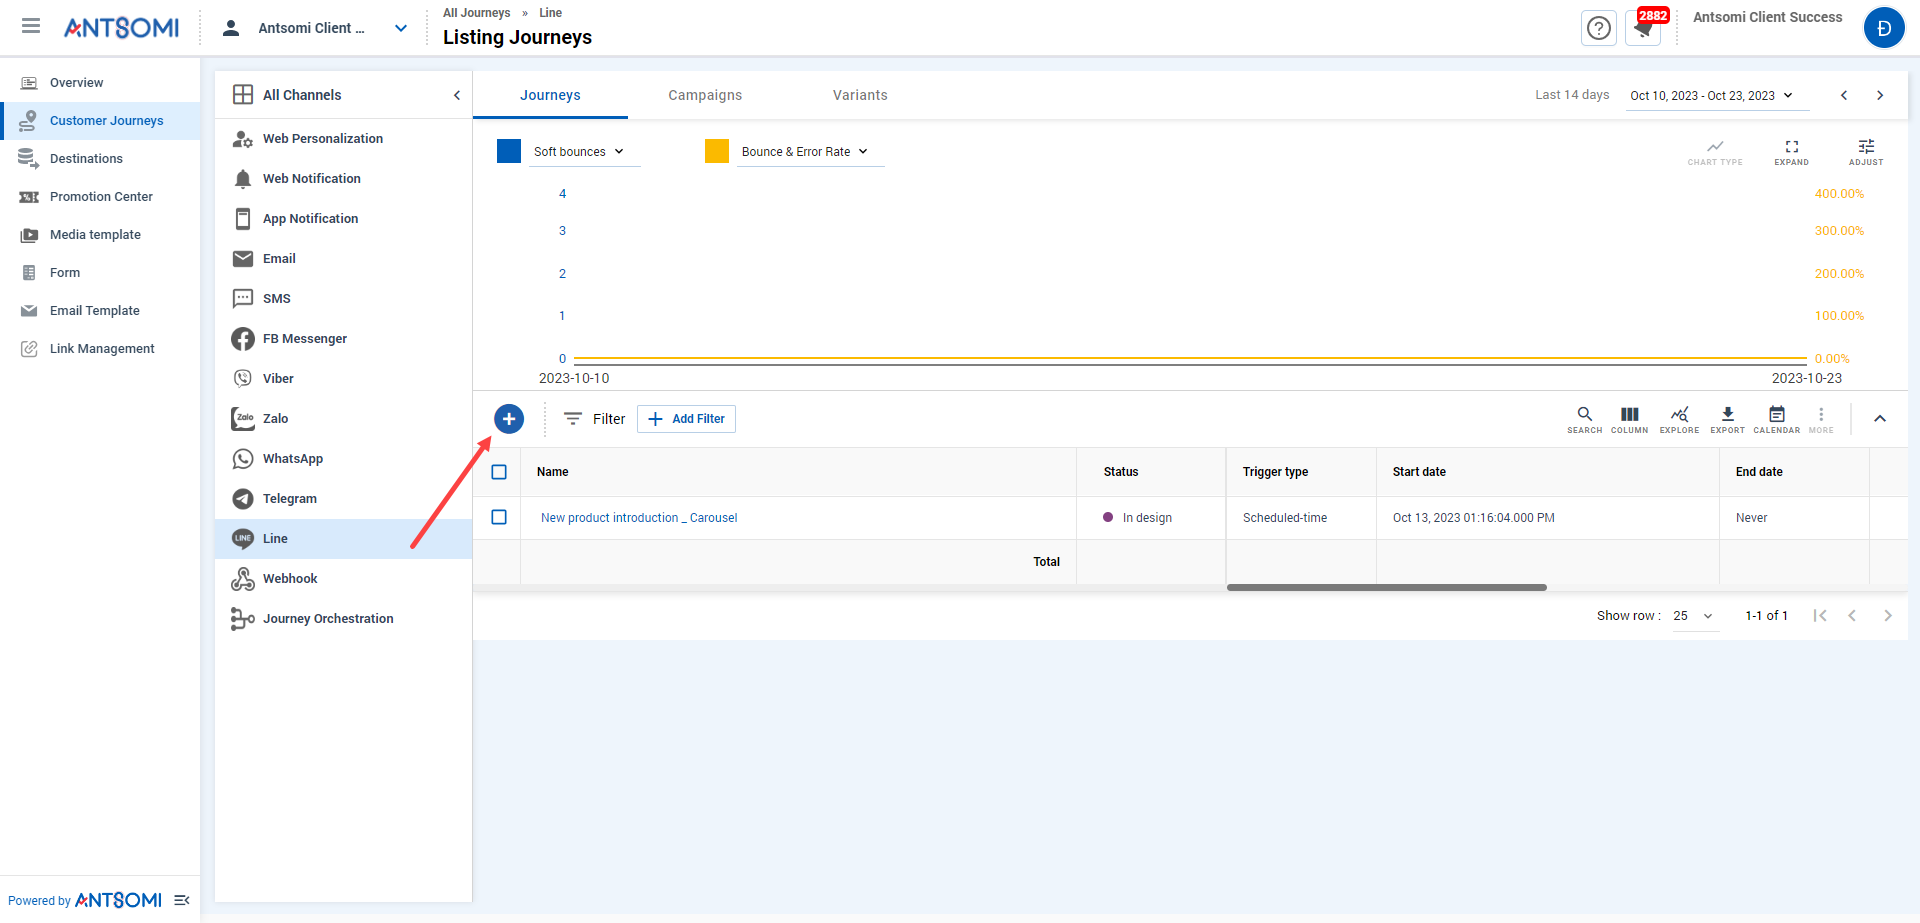 ANTSOMI
Antsomi Client ...
All Journeys » Line
Listing Journeys
2882
Antsomi Client Success
Đ
Overview
Customer Journeys
Destinations
Promotion Center
Media template
Form
Email Template
Link Management
Powered by ANTSOMI
All Channels
Web Personalization
Web Notification
App Notification
Email
SMS
FB Messenger
Viber
Zalo
Zalo
WhatsApp
Telegram
LINE
Line
Webhook
Journey Orchestration
Journeys
Campaigns
Variants
Last 14 days
Oct 10, 2023 - Oct 23, 2023
Soft bounces
Bounce & Error Rate
CHART TYPE
EXPAND
ADJUST
4
400.00%
3
300.00%
2
200.00%
1
100.00%
0
0.00%
2023-10-10
2023-10-23
Filter
Add Filter
SEARCH
COLUMN
EXPLORE
EXPORT
CALENDAR
MORE
Name
Status
Trigger type
Start date
End date
New product introduction _ Carousel
In design
Scheduled-time
Oct 13, 2023 01:16:04.000 PM
Never
Total
Show row :
25
1-1 of 1